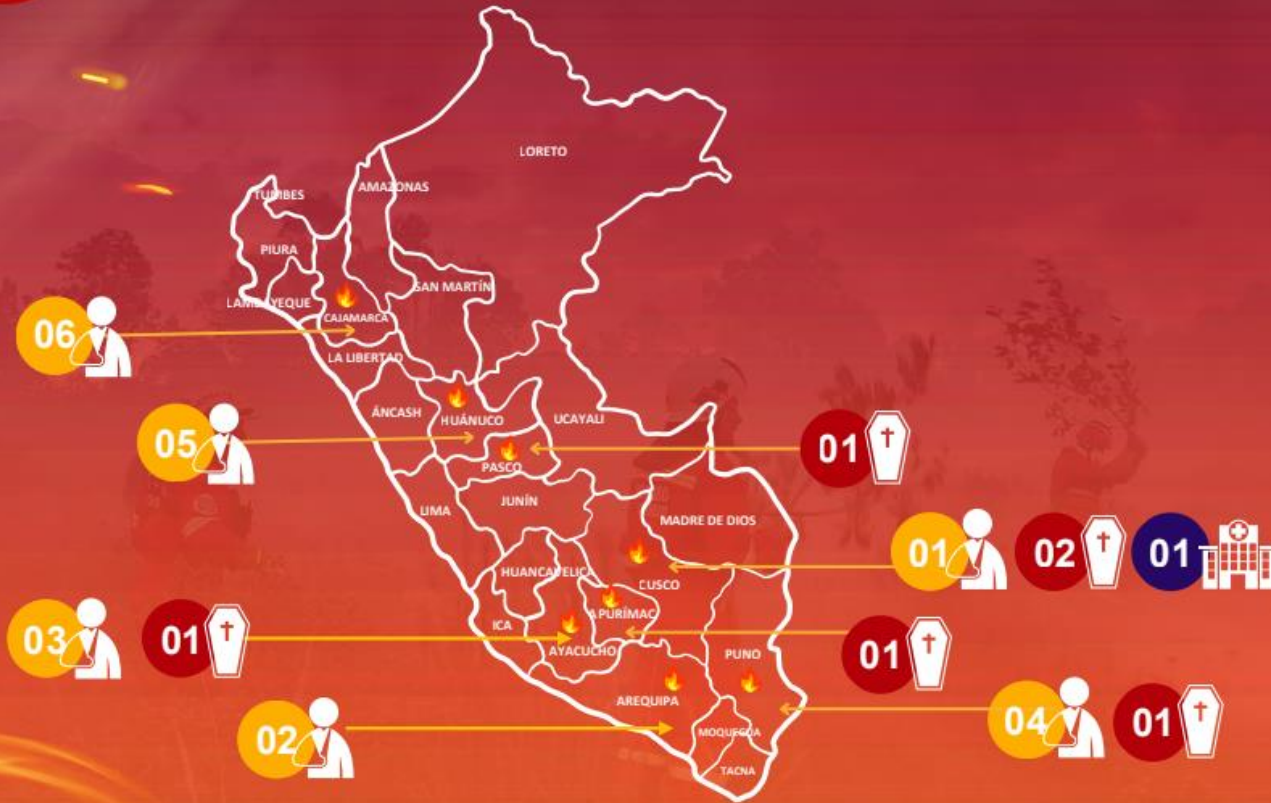 LORETO
AMAZONAS
TUMBES
PIURA
SAN MARTÍN
LAMBAYEQUE
CAJAMARCA
06
LA LIBERTAD
ÁNCASH
HUÁNUCO
UCAYALI
05
01
PASCO
JUNÍN
LIMA
MADRE DE DIOS
01
02
01
HUANCAVELICA
CUSCO
APURÍMAC
ICA
03
01
AYACUCHO
PUNO
01
AREQUIPA
04
01
02
MOQUEGUA
TACNA